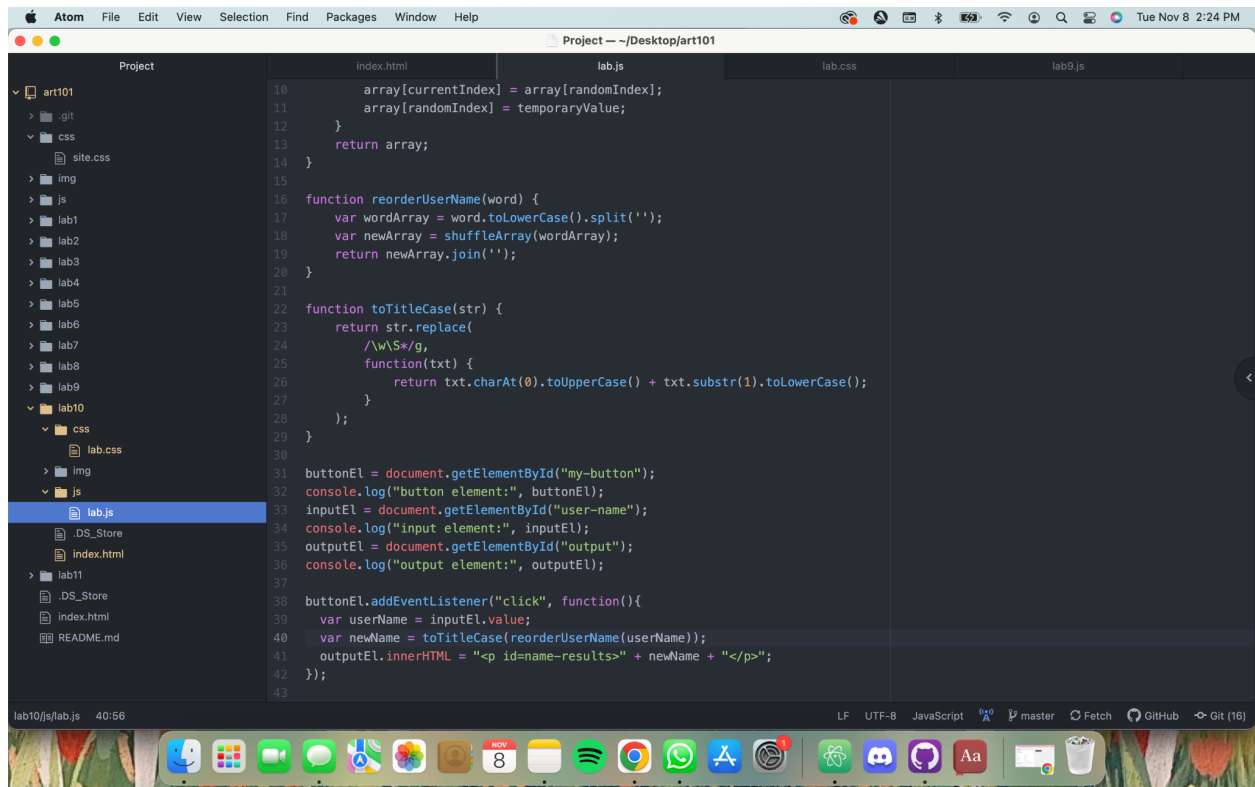 Atom File Edit View Selection Find Packages Window Help Tue Nov 8 2:24 PM
Project — ~/Desktop/art101
Project index.html lab.js lab.css lab9.js
art101
.git
css
site.css
img
js
lab1
lab2
lab3
lab4
lab5
lab6
lab7
lab8
lab9
lab10
css
lab.css
img
js
lab.js
.DS_Store
index.html
lab11
.DS_Store
index.html
README.md
10         array[currentIndex] = array[randomIndex];
11         array[randomIndex] = temporaryValue;
12     }
13     return array;
14 }
15
16 function reorderUserName(word) {
17     var wordArray = word.toLowerCase().split('');
18     var newArray = shuffleArray(wordArray);
19     return newArray.join('');
20 }
21
22 function toTitleCase(str) {
23     return str.replace(
24         /\w\S*/g,
25         function(txt) {
26             return txt.charAt(0).toUpperCase() + txt.substr(1).toLowerCase();
27         }
28     );
29 }
30
31 buttonEl = document.getElementById("my-button");
32 console.log("button element:", buttonEl);
33 inputEl = document.getElementById("user-name");
34 console.log("input element:", inputEl);
35 outputEl = document.getElementById("output");
36 console.log("output element:", outputEl);
37
38 buttonEl.addEventListener("click", function(){
39   var userName = inputEl.value;
40   var newName = toTitleCase(reorderUserName(userName));
41   outputEl.innerHTML = "<p id=name-results>" + newName + "</p>";
42 });
43
lab10/js/lab.js 40:56 LF UTF-8 JavaScript master Fetch GitHub Git (16)
NOV
8
1
Aa